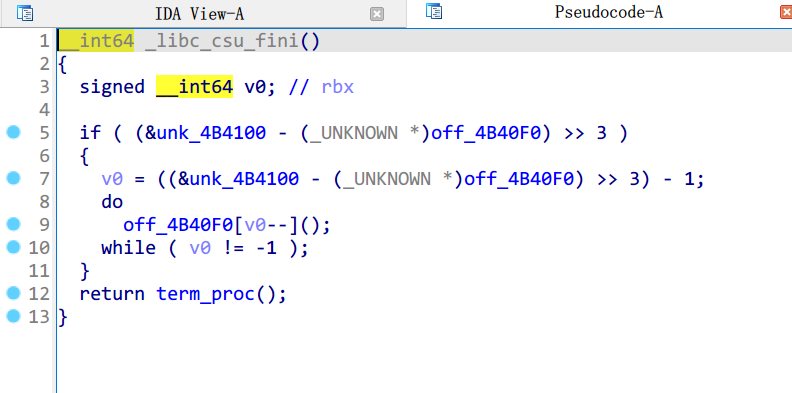 IDA View-A Pseudocode-A
1 __int64 _libc_csu_fini()
2 {
3 signed __int64 v0; // rbx
4
5 if ( (&unk_4B4100 - (_UNKNOWN *)off_4B40F0) >> 3 )
6 {
7 v0 = ((&unk_4B4100 - (_UNKNOWN *)off_4B40F0) >> 3) - 1;
8 do
9 off_4B40F0[v0--]();
10 while ( v0 != -1 );
11 }
12 return term_proc();
13 }